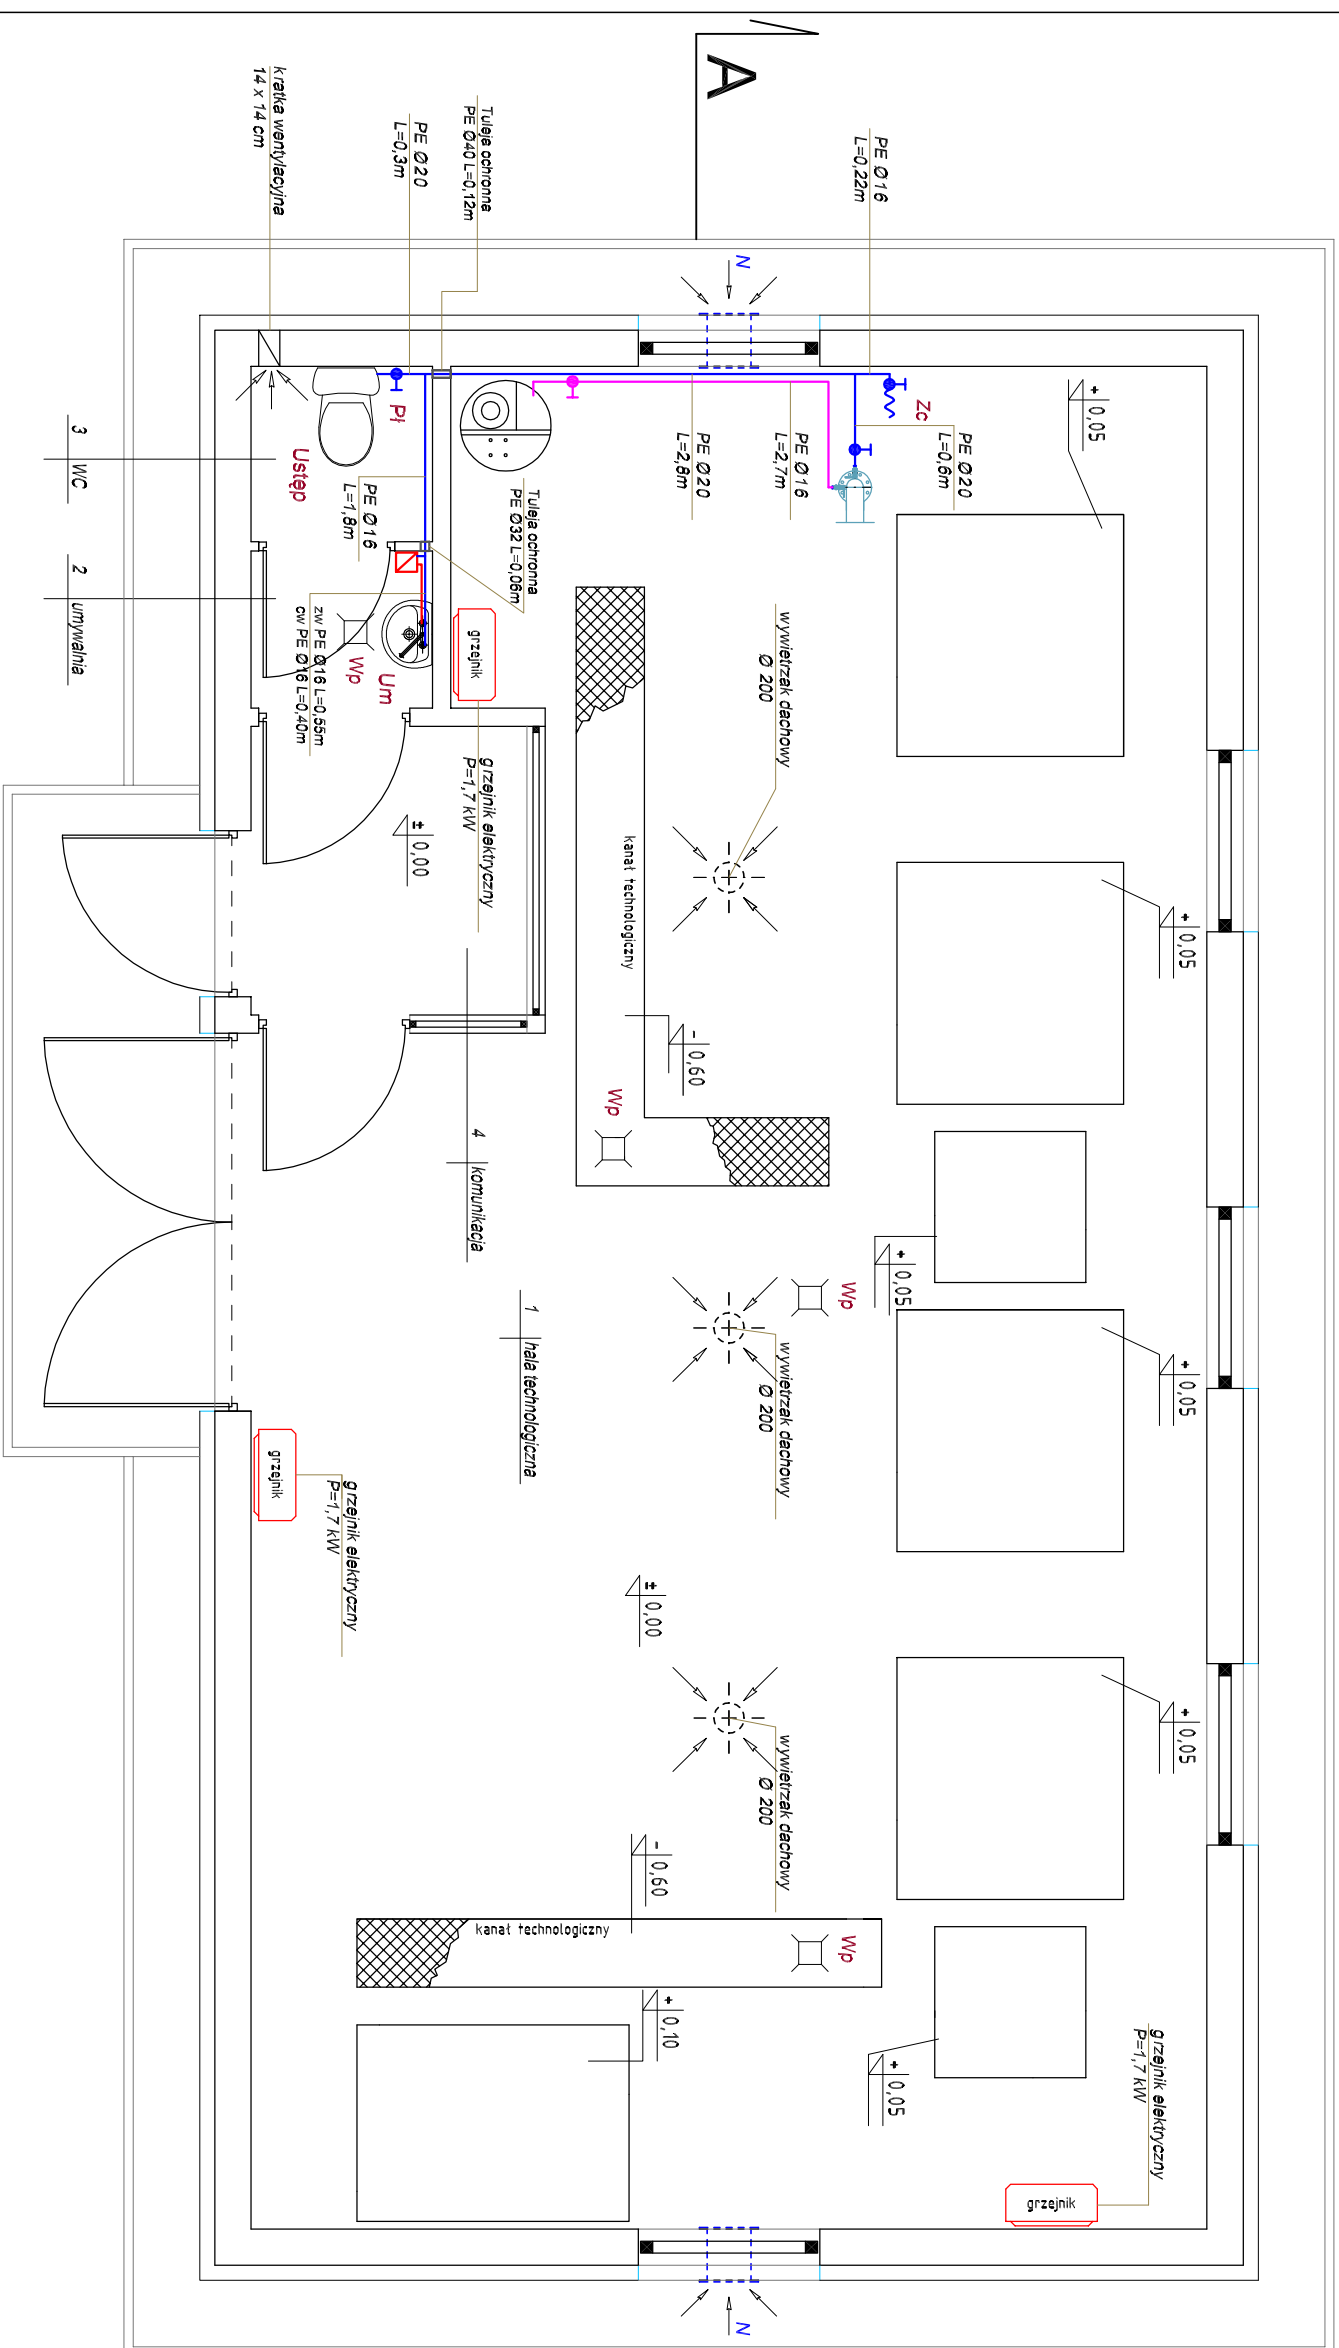 A
kratka wentylacyjna
14 x 14 cm
PE Ø20
L=0,3m
Tuleja ochronna
PE Ø40 L=0,12m
PE Ø16
L=0,22m
N
Zc
+ 0,05
PE Ø20
L=0,6m
PE Ø16
L=2,7m
PE Ø20
L=2,8m
Pł
Ustęp
PE Ø16
L=1,8m
Tuleja ochronna
PE Ø32 L=0,06m
3
WC
2
umywalnia
zw PE Ø16 L=0,55m
cw PE Ø16 L=0,40m
Wp
Um
grzejnik
grzejnik elektryczny
P=1,7 kW
± 0,00
wywietrzak dachowy
Ø 200
kanał technologiczny
- 0,60
+ 0,05
Wp
4
komunikacja
1
hala technologiczna
Wp
+ 0,05
wywietrzak dachowy
Ø 200
+ 0,05
grzejnik
grzejnik elektryczny
P=1,7 kW
± 0,00
wywietrzak dachowy
Ø 200
+ 0,05
- 0,60
kanał technologiczny
Wp
+ 0,10
+ 0,05
grzejnik elektryczny
P=1,7 kW
grzejnik
N